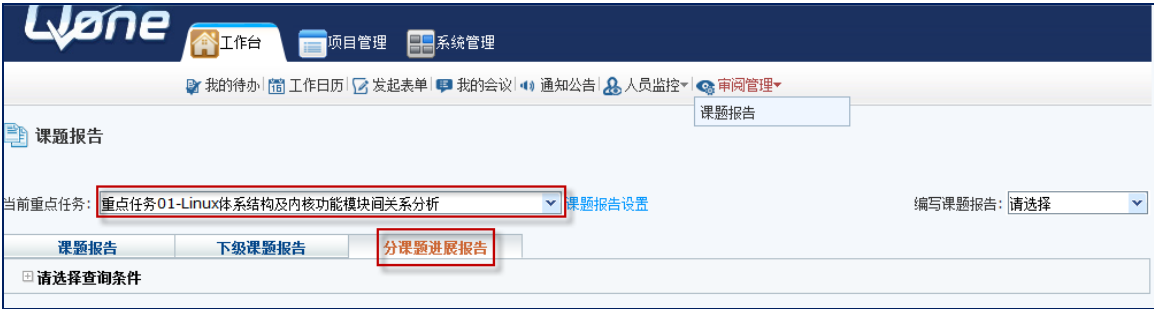 Qone
工作台 项目管理 系统管理
我的待办 | 工作日历 | 发起表单 | 我的会议 | 通知公告 | 人员监控 | 审阅管理
课题报告
课题报告
当前重点任务: 重点任务01-Linux体系结构及内核功能模块间关系分析 课题报告设置 编写课题报告: 请选择
课题报告 下级课题报告 分课题进展报告
请选择查询条件